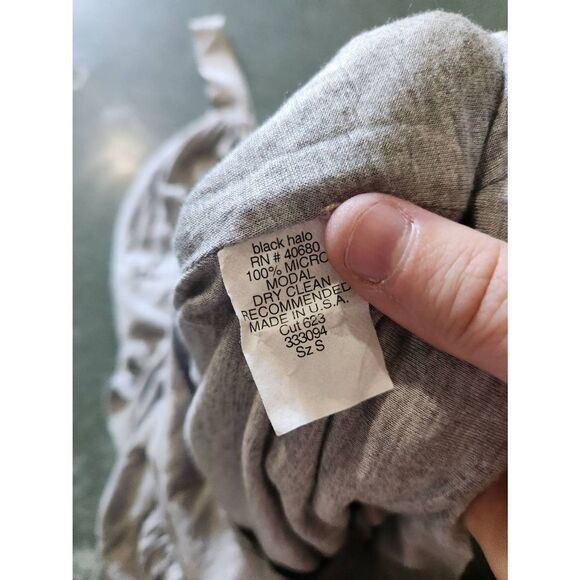 black halo
RN # 40680
100% MICRO
MODAL
DRY CLEAN
RECOMMENDED
MADE IN U.S.A.
Cut 623
333094
Sz S